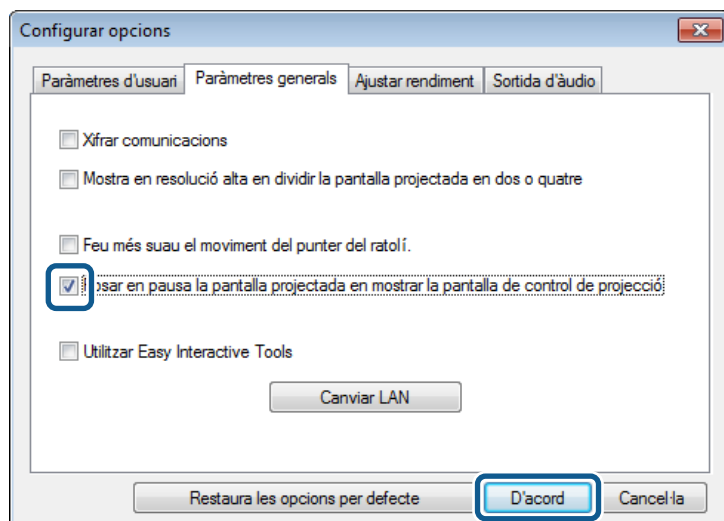 Configurar opcions
Paràmetres d'usuari Paràmetres generals Ajustar rendiment Sortida d'àudio
Xifrar comunicacions
Mostra en resolució alta en dividir la pantalla projectada en dos o quatre
Feu més suau el moviment del punter del ratolí.
osar en pausa la pantalla projectada en mostrar la pantalla de control de projecció
Utilitzar Easy Interactive Tools
Canviar LAN
Restaura les opcions per defecte D'acord Cancel·la